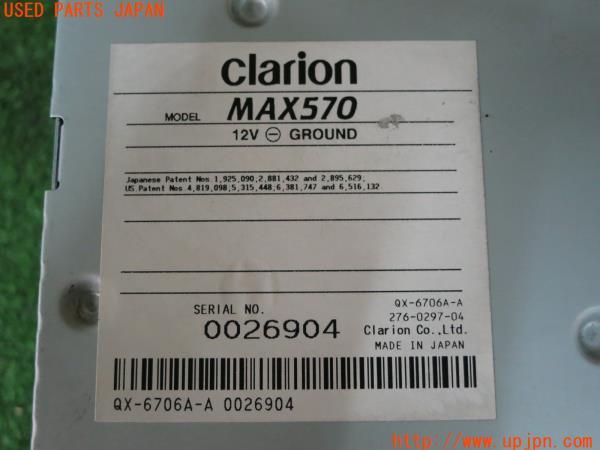 USED PARTS JAPAN
clarion
MODEL MAX570
12V ⊖ GROUND
Japanese Patent Nos.1,925,090,2,881,432 and 2,895,629;
US Patent Nos.4,819,098,5,315,448,6,381,747 and 6,516,132
SERIAL NO.
0026904
QX-6706A-A
276-0297-04
Clarion Co.,Ltd.
MADE IN JAPAN
QX-6706A-A 0026904
http://www.upjpn.com/